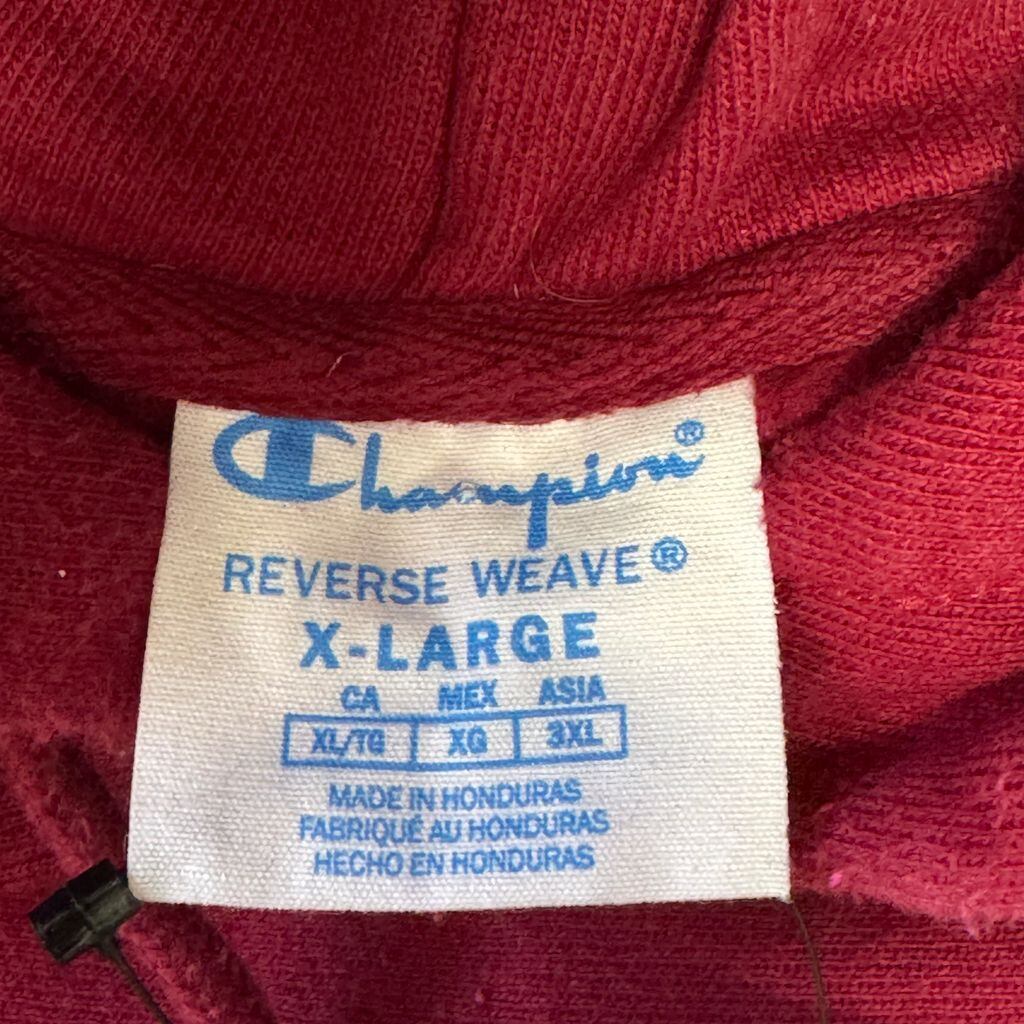 Champion®
REVERSE WEAVE®
X-LARGE
CA MEX ASIA
XL/TG XG 3XL
MADE IN HONDURAS
FABRIQUÉ AU HONDURAS
HECHO EN HONDURAS